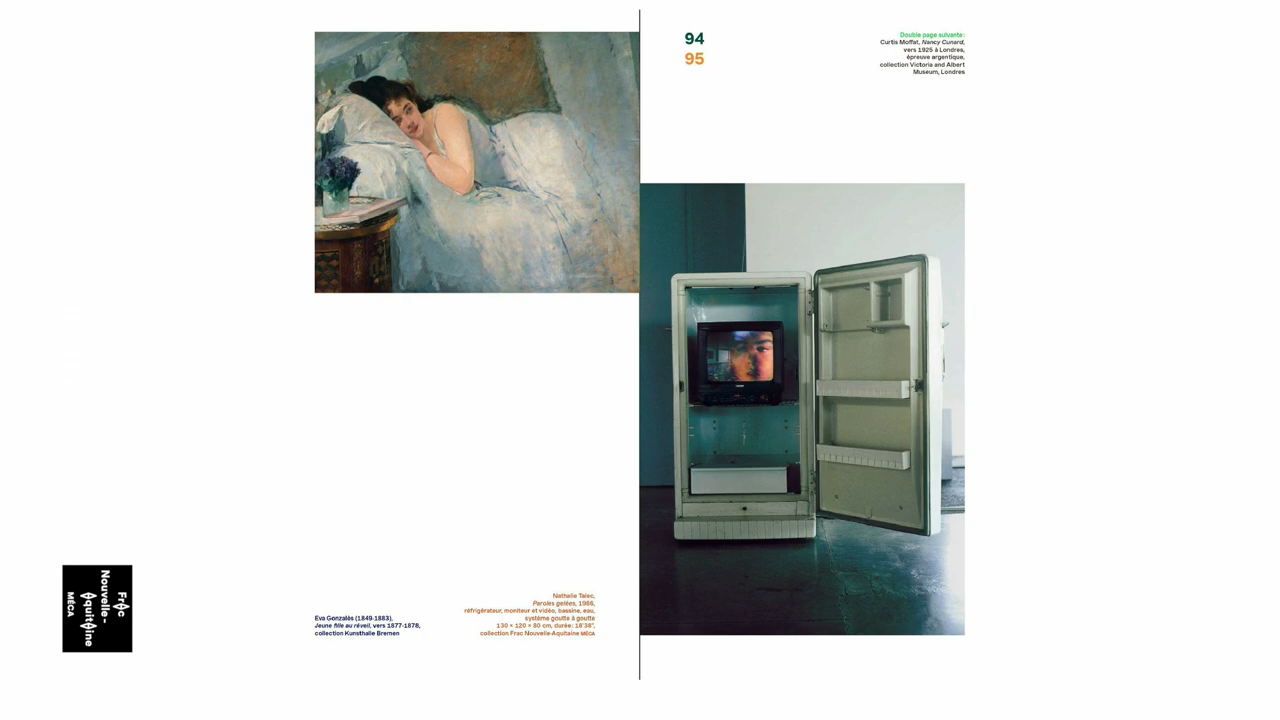 94
95
Double page suivante :
Curtis Moffat, Nancy Cunard,
vers 1925 à Londres,
épreuve argentique,
collection Victoria and Albert
Museum, Londres
Eva Gonzalès (1849-1883),
Jeune fille au réveil, vers 1877-1878,
collection Kunsthalle Bremen
Nathalie Talec,
Paroles gelées, 1986,
réfrigérateur, moniteur et vidéo, bassine, eau,
système goutte à goutte
130 × 120 × 80 cm, durée : 18'38",
collection Frac Nouvelle-Aquitaine MÉCA
Frac
Nouvelle-
Aquitaine
MÉCA